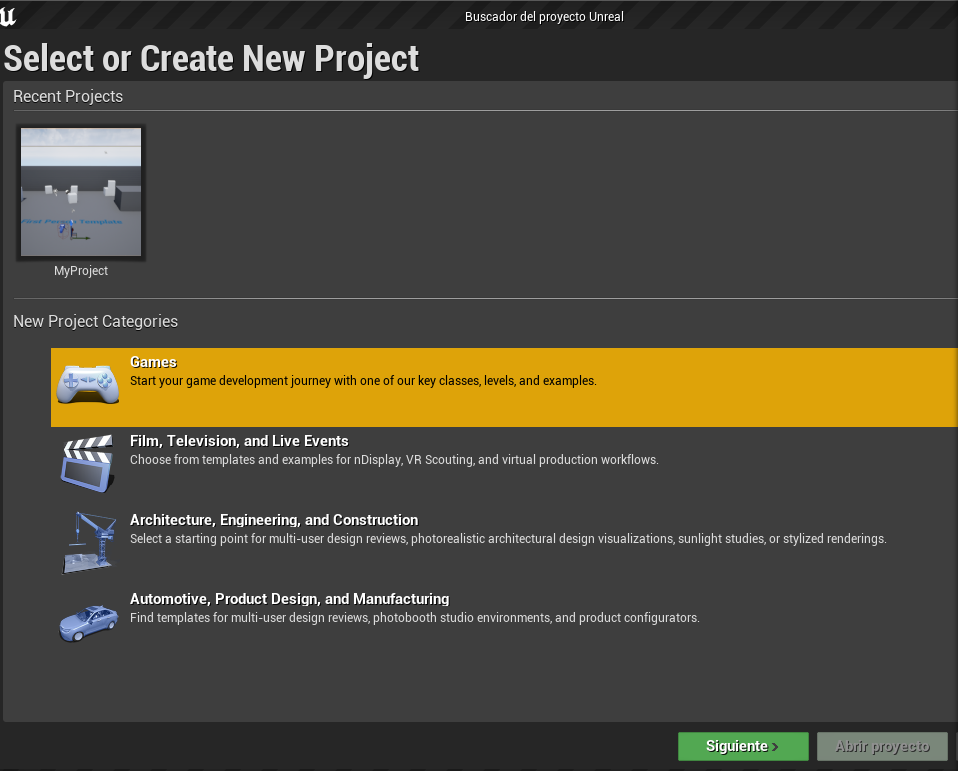 Buscador del proyecto Unreal
Select or Create New Project
Recent Projects
First Person Template
MyProject
New Project Categories
Games
Start your game development journey with one of our key classes, levels, and examples.
Film, Television, and Live Events
Choose from templates and examples for nDisplay, VR Scouting, and virtual production workflows.
Architecture, Engineering, and Construction
Select a starting point for multi-user design reviews, photorealistic architectural design visualizations, sunlight studies, or stylized renderings.
Automotive, Product Design, and Manufacturing
Find templates for multi-user design reviews, photobooth studio environments, and product configurators.
Siguiente >
Abrir proyecto